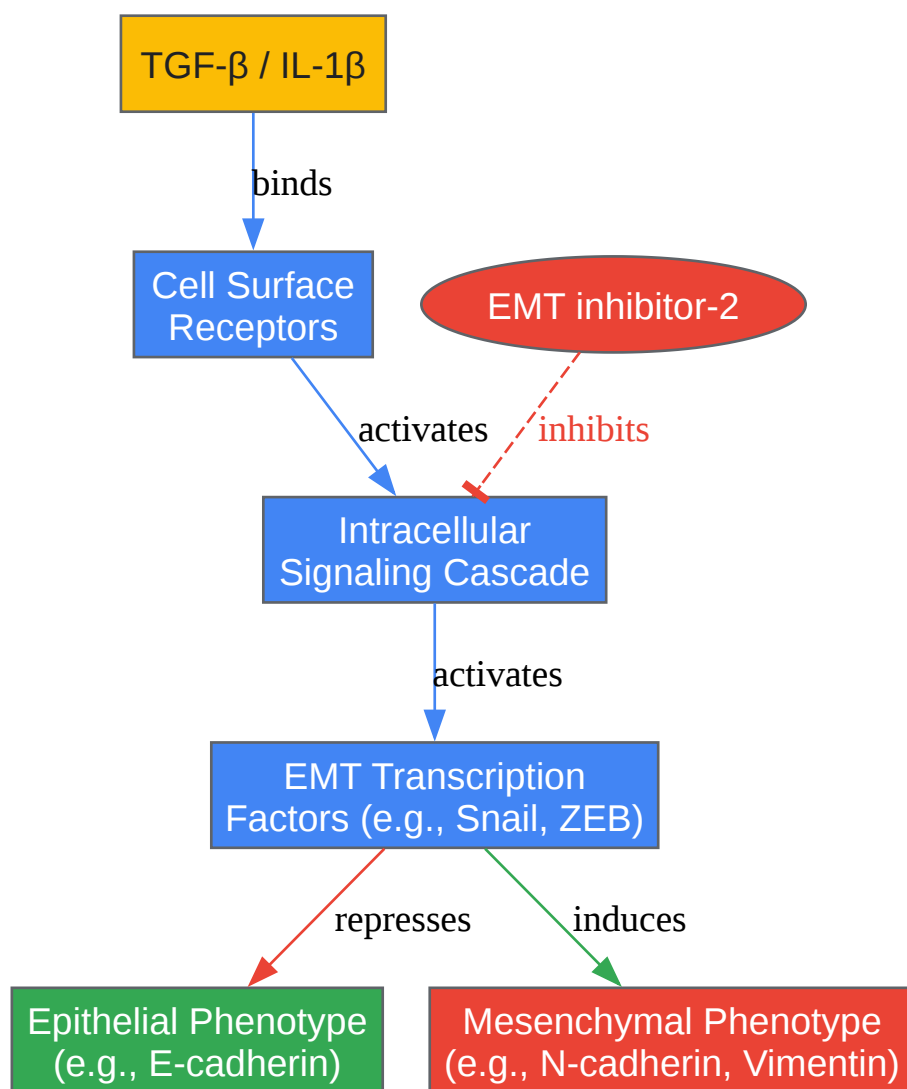 TGF-β / IL-1β
binds
Cell Surface
Receptors
EMT inhibitor-2
activates
inhibits
Intracellular
Signaling Cascade
activates
EMT Transcription
Factors (e.g., Snail, ZEB)
represses
induces
Epithelial Phenotype
(e.g., E-cadherin)
Mesenchymal Phenotype
(e.g., N-cadherin, Vimentin)